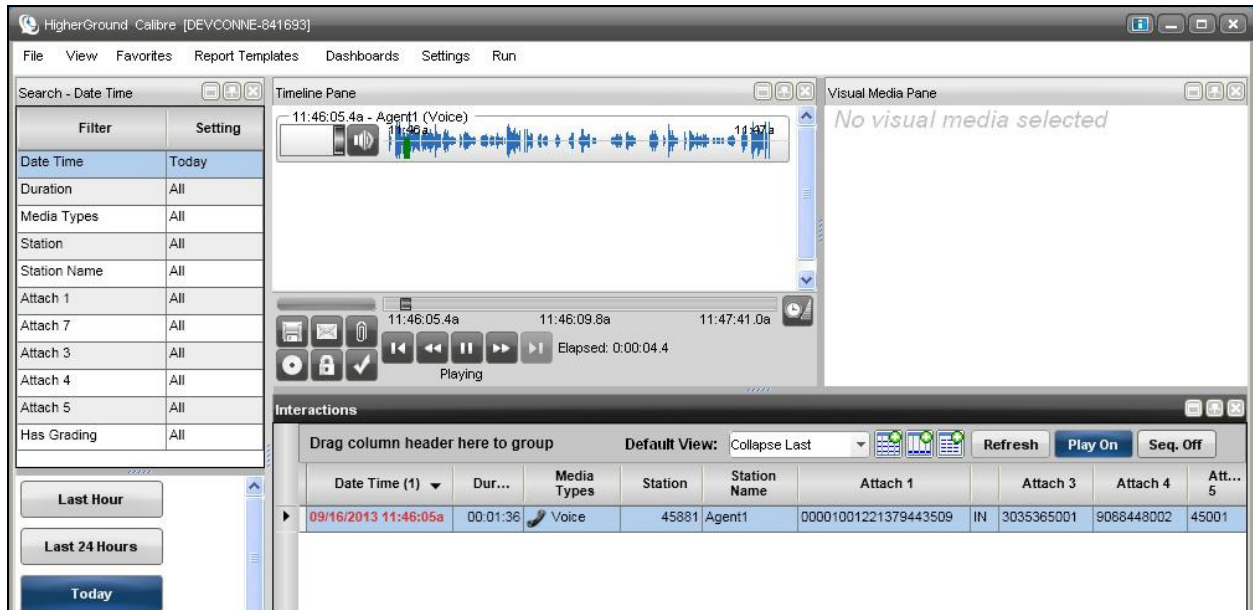 HigherGround Calibre [DEVCONNE-841693]
File View Favorites Report Templates Dashboards Settings Run
Search - Date Time
Filter Setting
Date Time Today
Duration All
Media Types All
Station All
Station Name All
Attach 1 All
Attach 7 All
Attach 3 All
Attach 4 All
Attach 5 All
Has Grading All
Last Hour
Last 24 Hours
Today
Timeline Pane
11:46:05.4a - Agent1 (Voice)
11:46a 11:47a
11:46:05.4a 11:46:09.8a 11:47:41.0a
Elapsed: 0:00:04.4
Playing
Visual Media Pane
No visual media selected
Interactions
Drag column header here to group Default View: Collapse Last Refresh Play On Seq. Off
Date Time (1) Dur... Media Types Station Station Name Attach 1 Attach 3 Attach 4 Att... 5
09/16/2013 11:46:05a 00:01:36 Voice 45881 Agent1 00001001221379443509 IN 3035365001 9088448002 45001